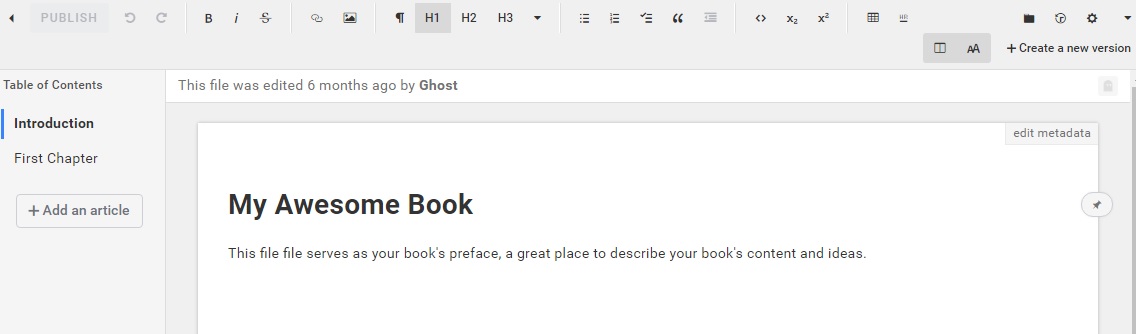 PUBLISH B i S ¶ H1 H2 H3 <> x₂ x²
AA + Create a new version
Table of Contents
This file was edited 6 months ago by Ghost
Introduction
edit metadata
First Chapter
+ Add an article
My Awesome Book
This file file serves as your book's preface, a great place to describe your book's content and ideas.